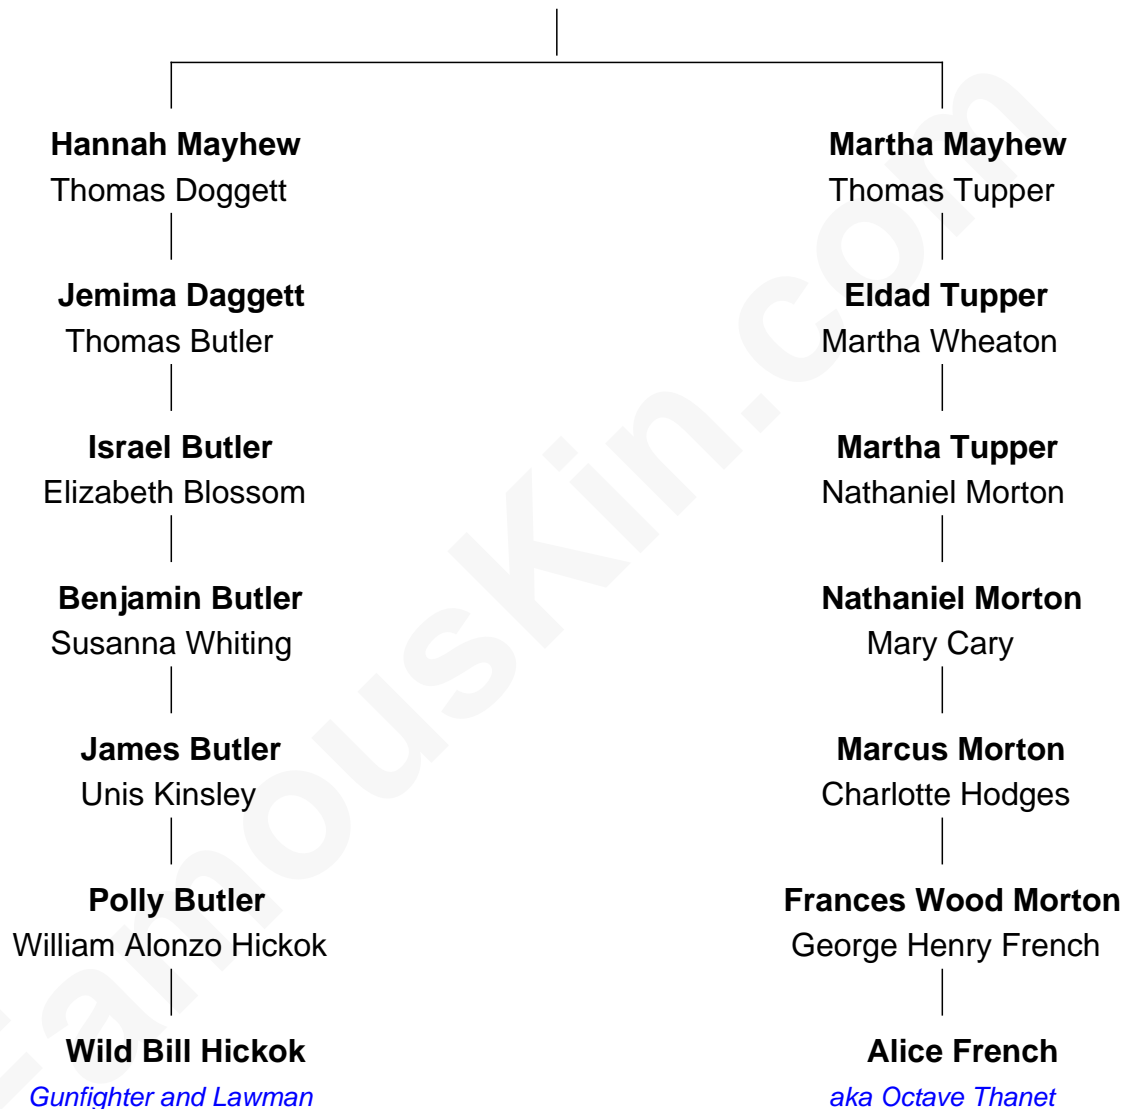 Hannah Mayhew
Thomas Doggett
Jemima Daggett
Thomas Butler
Israel Butler
Elizabeth Blossom
Benjamin Butler
Susanna Whiting
James Butler
Unis Kinsley
Polly Butler
William Alonzo Hickok
Wild Bill Hickok
Gunfighter and Lawman
Martha Mayhew
Thomas Tupper
Eldad Tupper
Martha Wheaton
Martha Tupper
Nathaniel Morton
Nathaniel Morton
Mary Cary
Marcus Morton
Charlotte Hodges
Frances Wood Morton
George Henry French
Alice French
aka Octave Thanet
FamousKin.com